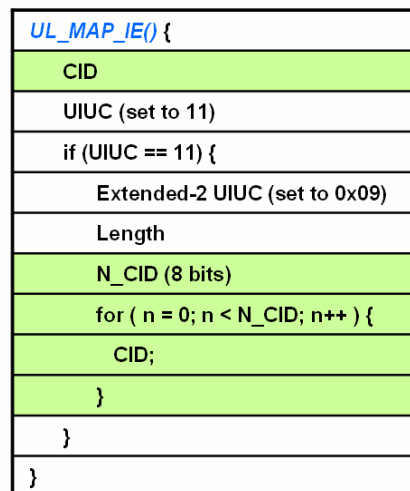 UL_MAP_IE() {
CID
UIUC (set to 11)
if (UIUC == 11) {
Extended-2 UIUC (set to 0x09)
Length
N_CID (8 bits)
for ( n = 0; n < N_CID; n++ ) {
CID;
}
}
}